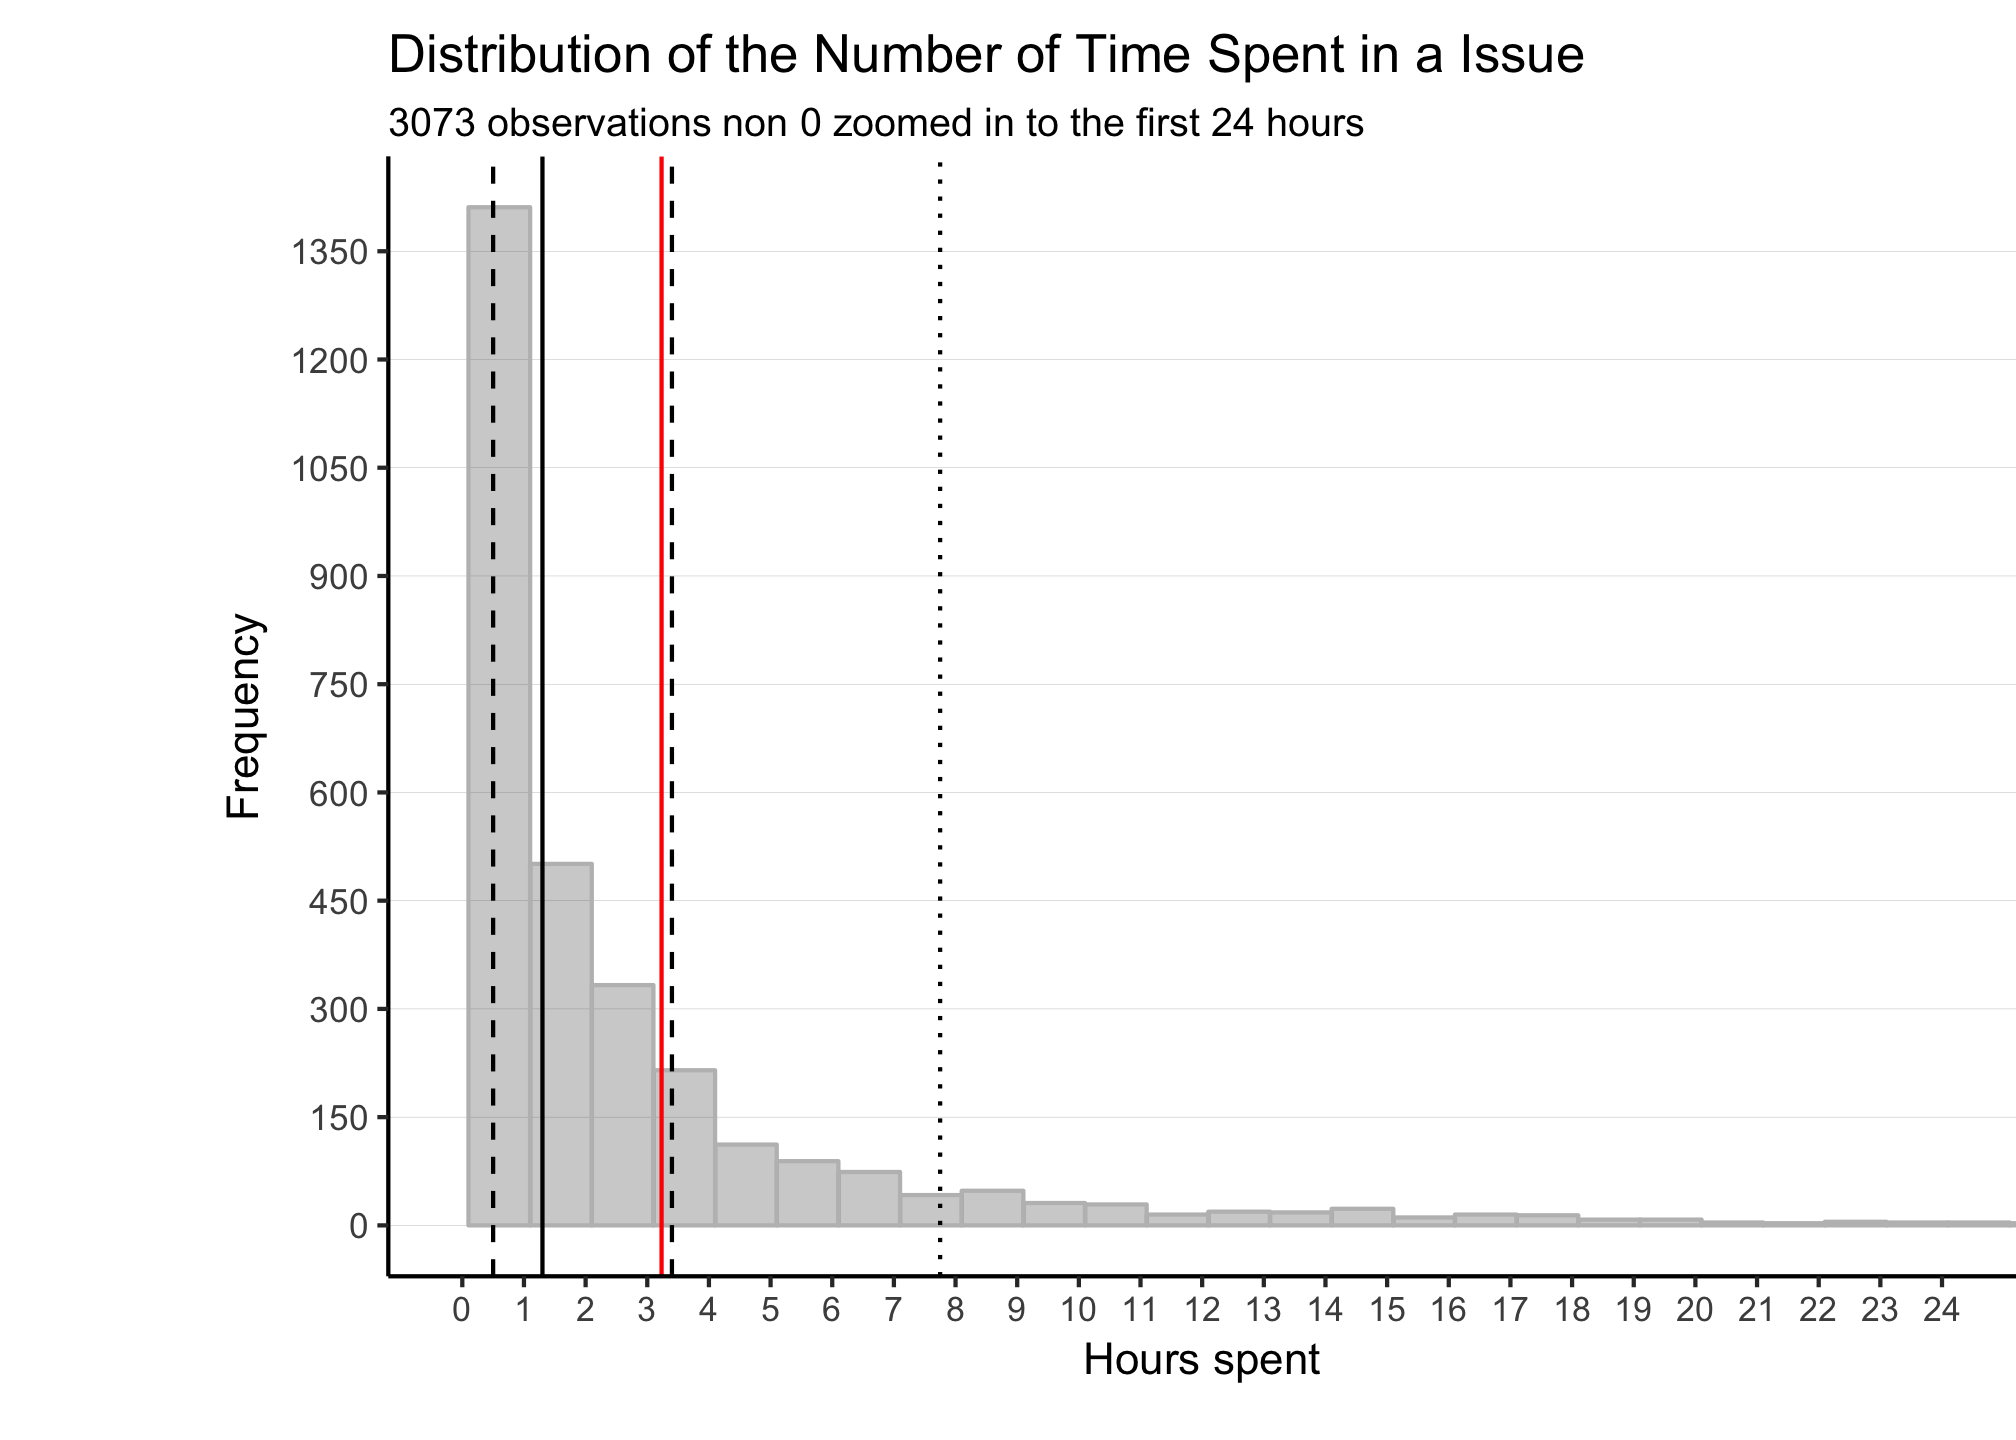 Distribution of the Number of Time Spent in a Issue
3073 observations non 0 zoomed in to the first 24 hours
1350
1200
1050
900
750
600
450
300
150
0
Frequency
0 1 2 3 4 5 6 7 8 9 10 11 12 13 14 15 16 17 18 19 20 21 22 23 24
Hours spent